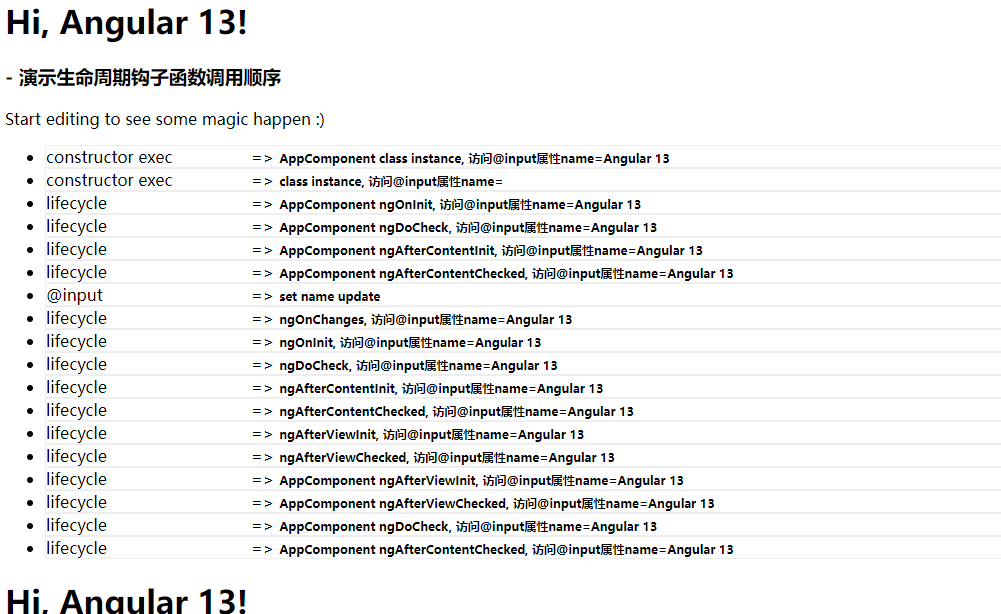 Hi, Angular 13!
- 演示生命周期钩子函数调用顺序
Start editing to see some magic happen :)
constructor exec => AppComponent class instance, 访问@input属性name=Angular 13
constructor exec => class instance, 访问@input属性name=
lifecycle => AppComponent ngOnInit, 访问@input属性name=Angular 13
lifecycle => AppComponent ngDoCheck, 访问@input属性name=Angular 13
lifecycle => AppComponent ngAfterContentInit, 访问@input属性name=Angular 13
lifecycle => AppComponent ngAfterContentChecked, 访问@input属性name=Angular 13
@input => set name update
lifecycle => ngOnChanges, 访问@input属性name=Angular 13
lifecycle => ngOnInit, 访问@input属性name=Angular 13
lifecycle => ngDoCheck, 访问@input属性name=Angular 13
lifecycle => ngAfterContentInit, 访问@input属性name=Angular 13
lifecycle => ngAfterContentChecked, 访问@input属性name=Angular 13
lifecycle => ngAfterViewInit, 访问@input属性name=Angular 13
lifecycle => ngAfterViewChecked, 访问@input属性name=Angular 13
lifecycle => AppComponent ngAfterViewInit, 访问@input属性name=Angular 13
lifecycle => AppComponent ngAfterViewChecked, 访问@input属性name=Angular 13
lifecycle => AppComponent ngDoCheck, 访问@input属性name=Angular 13
lifecycle => AppComponent ngAfterContentChecked, 访问@input属性name=Angular 13
Hi, Angular 13!